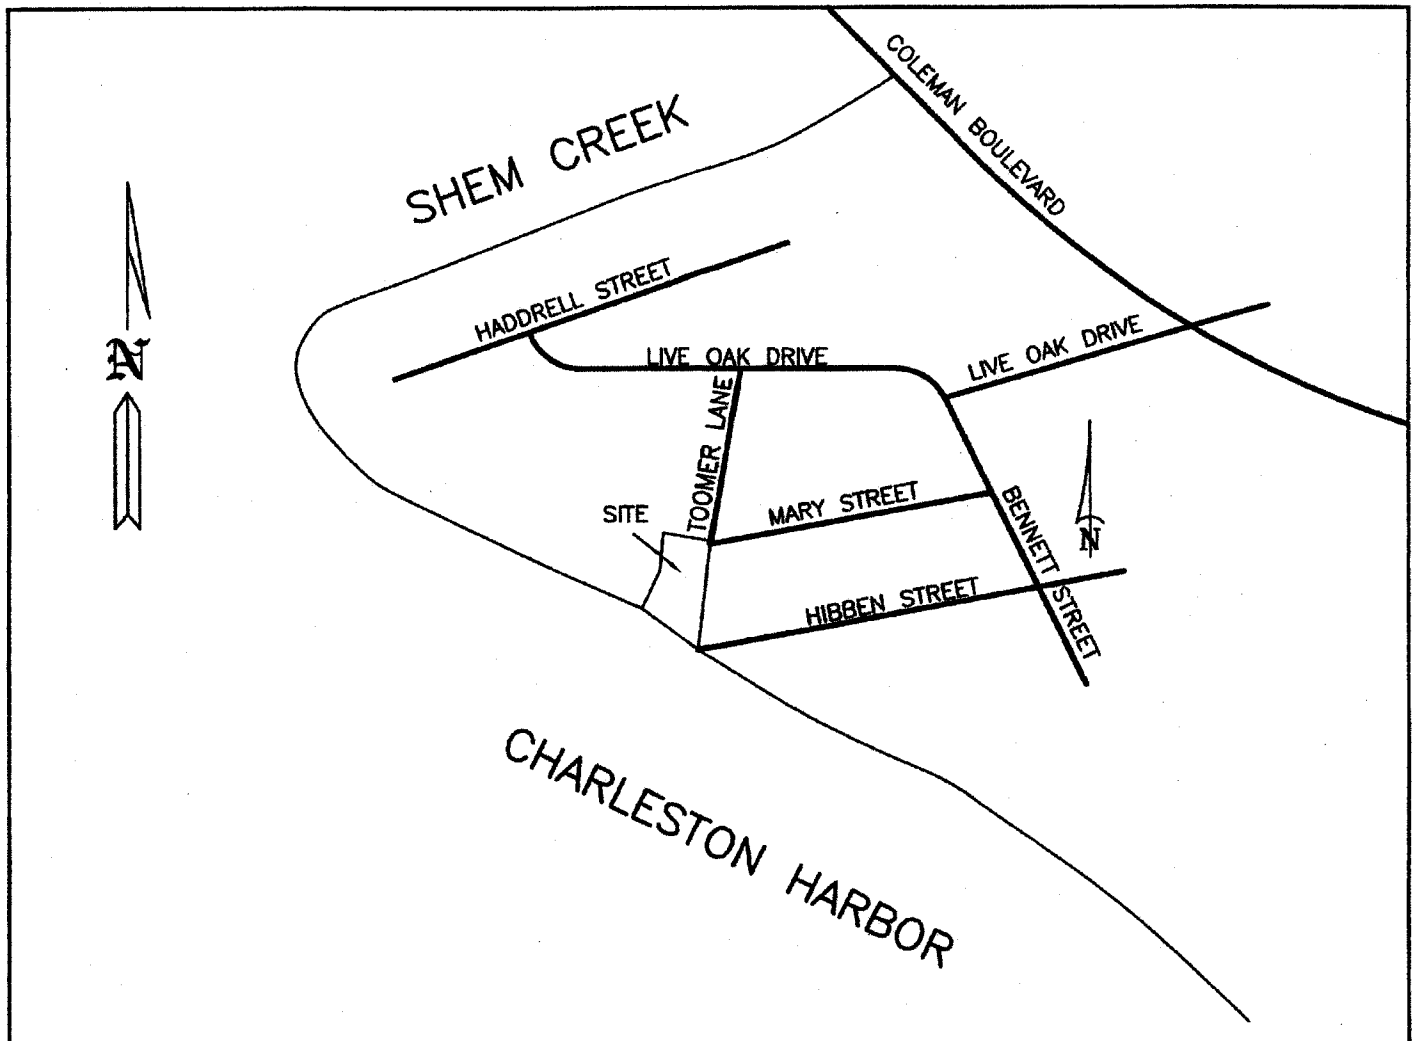 COLEMAN BOULEVARD
SHEM CREEK
HADDRELL STREET
LIVE OAK DRIVE
LIVE OAK DRIVE
TOOMER LANE
N
SITE
MARY STREET
BENNETT STREET
N
HIBBEN STREET
CHARLESTON HARBOR